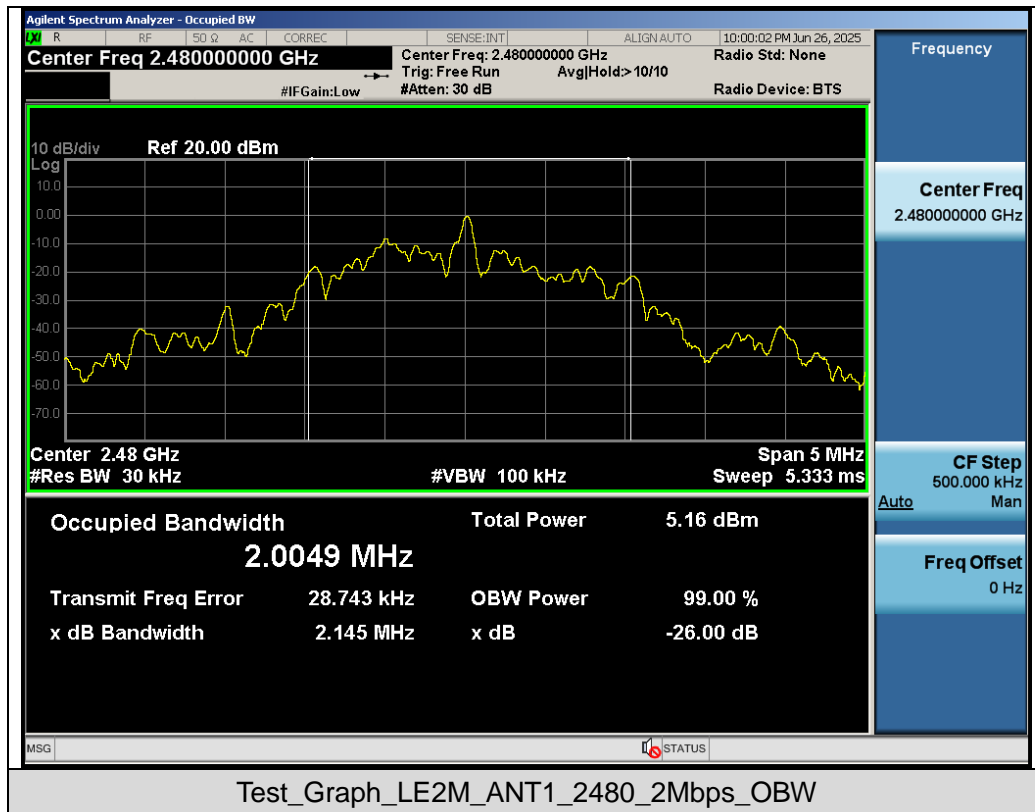 Agilent Spectrum Analyzer - Occupied BW
LXI R RF 50 Ω AC CORREC SENSE:INT ALIGN AUTO 10:00:02 PM Jun 26, 2025
Center Freq 2.480000000 GHz
Center Freq: 2.480000000 GHz
Radio Std: None
Trig: Free Run Avg|Hold:> 10/10
#IFGain:Low #Atten: 30 dB Radio Device: BTS
Frequency
10 dB/div Ref 20.00 dBm
Log
10.0
0.00
-10.0
-20.0
-30.0
-40.0
-50.0
-60.0
-70.0
Center 2.48 GHz Span 5 MHz
#Res BW 30 kHz #VBW 100 kHz Sweep 5.333 ms
Center Freq
2.480000000 GHz
CF Step
500.000 kHz
Auto Man
Freq Offset
0 Hz
Occupied Bandwidth Total Power 5.16 dBm
2.0049 MHz
Transmit Freq Error 28.743 kHz OBW Power 99.00 %
x dB Bandwidth 2.145 MHz x dB -26.00 dB
MSG STATUS
Test_Graph_LE2M_ANT1_2480_2Mbps_OBW